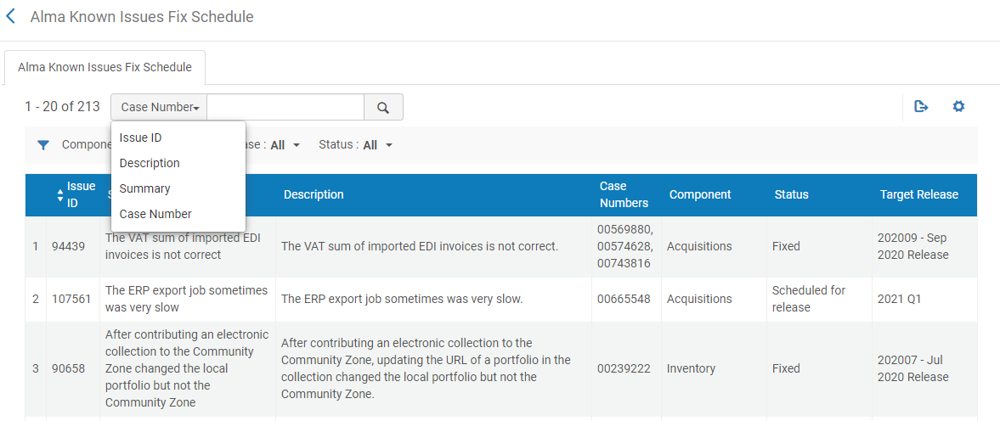 Alma Known Issues Fix Schedule
Alma Known Issues Fix Schedule
1 - 20 of 213
Case Number
Issue ID
Description
Summary
Case Number
Status : All
All
Issue
ID
Description
Case
Numbers
Component
Status
Target Release
1
94439
The VAT sum of imported EDI
invoices is not correct
The VAT sum of imported EDI invoices is not correct.
00569880,
00574628,
00743816
Acquisitions
Fixed
202009 - Sep
2020 Release
2
107561
The ERP export job sometimes
was very slow
The ERP export job sometimes was very slow.
00665548
Acquisitions
Scheduled for
release
2021 Q1
3
90658
After contributing an electronic
collection to the Community
Zone changed the local
portfolio but not the
Community Zone
After contributing an electronic collection to the
Community Zone, updating the URL of a portfolio in the
collection changed the local portfolio but not the
Community Zone.
00239222
Inventory
Fixed
202007 - Jul
2020 Release